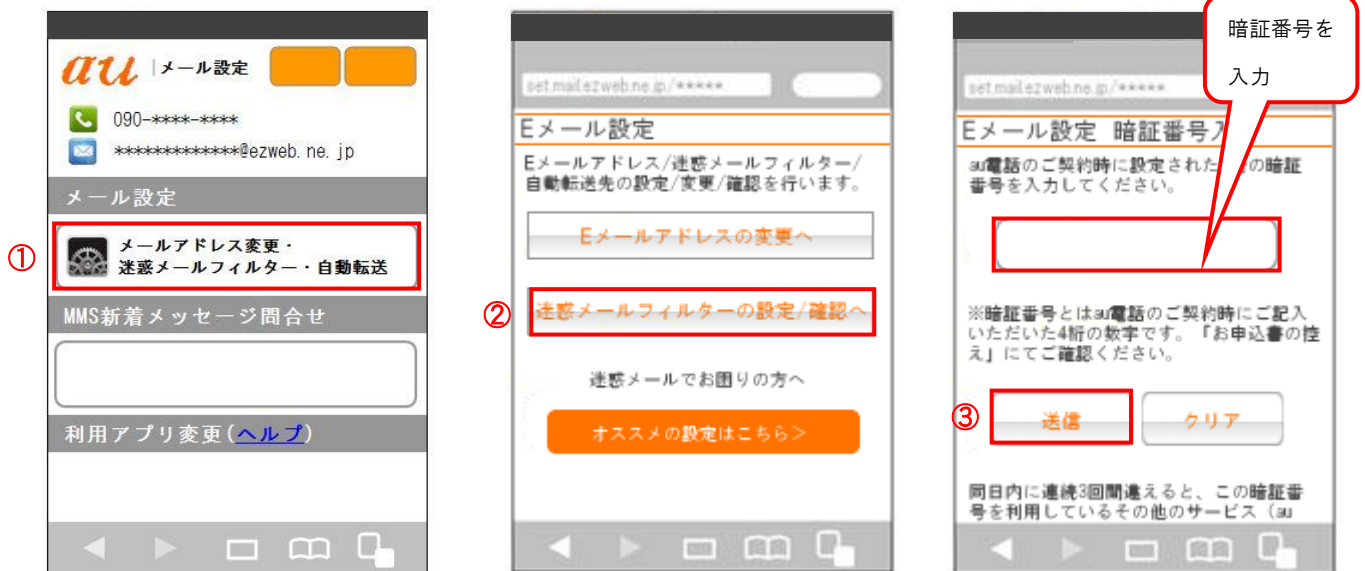 au メール設定
090-****-****
*************@ezweb.ne.jp
メール設定
①
メールアドレス変更・
迷惑メールフィルター・自動転送
MMS新着メッセージ問合せ
利用アプリ変更(ヘルプ)
set.mail.ezweb.ne.jp/*****
Eメール設定
Eメールアドレス/迷惑メールフィルター/
自動転送先の設定/変更/確認を行います。
Eメールアドレスの変更へ
②
迷惑メールフィルターの設定/確認へ
迷惑メールでお困りの方へ
オススメの設定はこちら>
暗証番号を
入力
set.mail.ezweb.ne.jp/*****
Eメール設定 暗証番号
au電話のご契約時に設定された の暗証
番号を入力してください。
※暗証番号とはau電話のご契約時にご記入
いただいた4桁の数字です。「お申込書の控
え」にてご確認ください。
③
送信
クリア
同日内に連続3回間違えると、この暗証番
号を利用しているその他のサービス(au